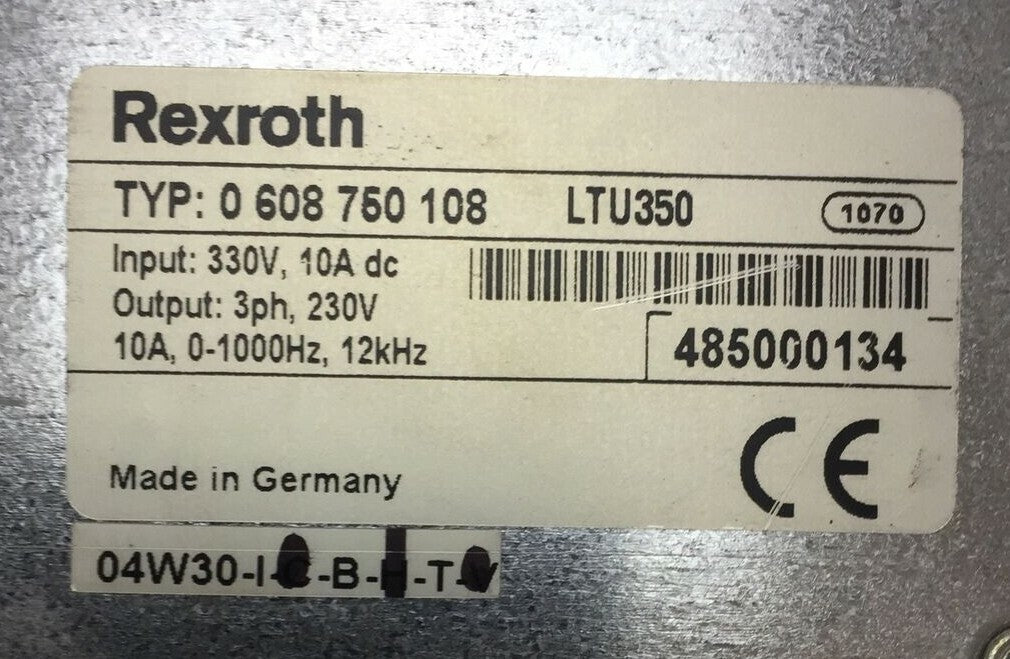 Rexroth
TYP: 0 608 750 108 LTU350 1070
Input: 330V, 10A dc
Output: 3ph, 230V
10A, 0-1000Hz, 12kHz
485000134
CE
Made in Germany
04W30-I-C-B-H-T-V